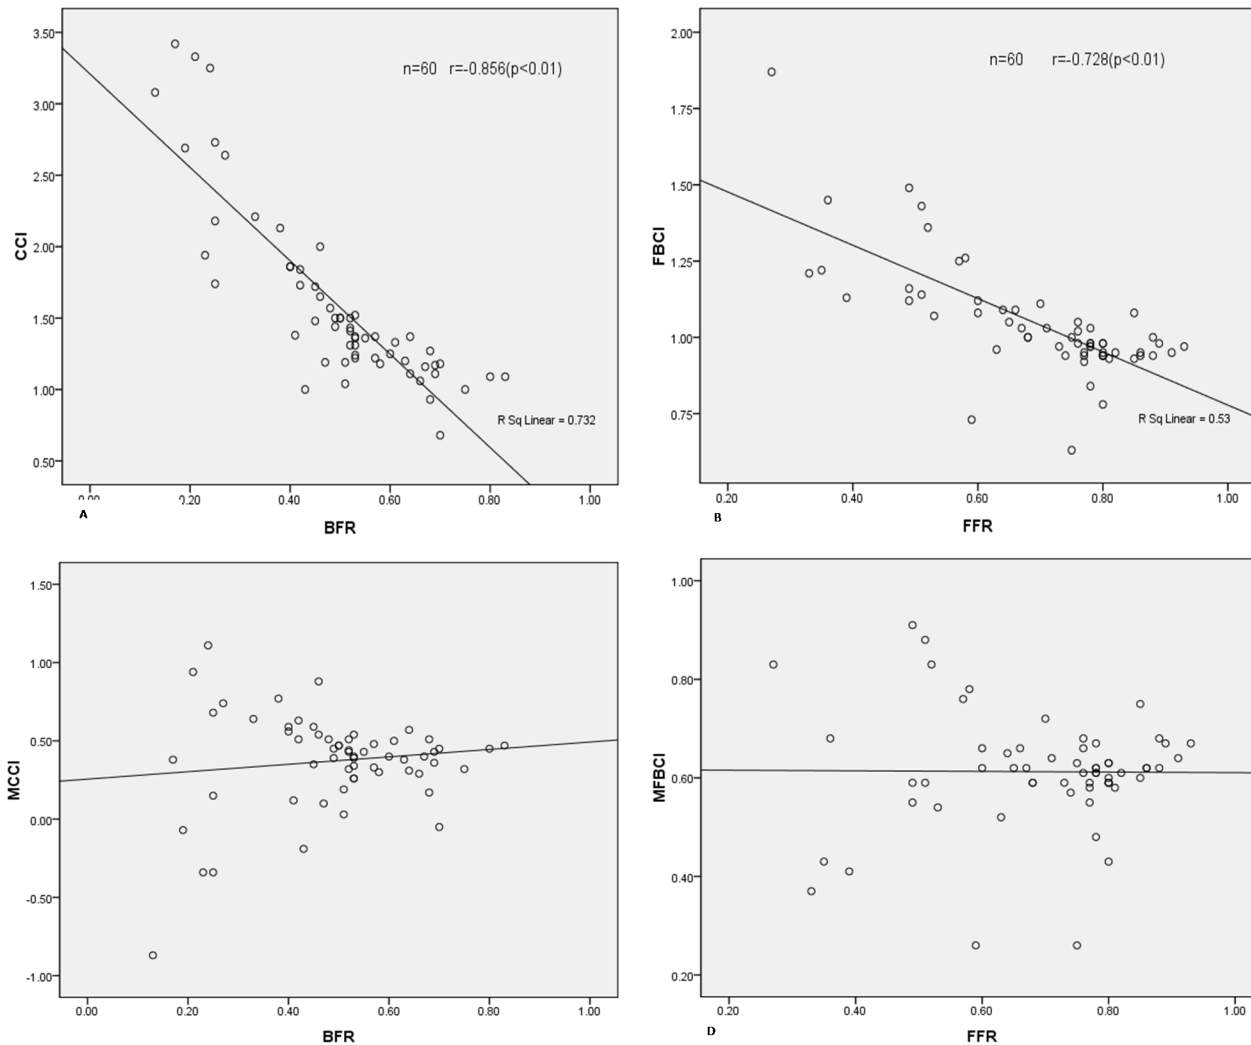 3.50
3.00
2.50
2.00
1.50
1.00
0.50
CCI
n=60 r=-0.856(p<0.01)
R Sq Linear = 0.732
0.20 0.40 0.60 0.80 1.00
A
BFR
2.00
1.75
1.50
1.25
1.00
0.75
FBCI
n=60 r=-0.728(p<0.01)
R Sq Linear = 0.53
0.20 0.40 0.60 0.80 1.00
B
FFR
1.50
1.00
0.50
0.00
-0.50
-1.00
MCCI
0.00 0.20 0.40 0.60 0.80 1.00
BFR
1.00
0.80
0.60
0.40
0.20
MFBCI
0.20 0.40 0.60 0.80 1.00
D
FFR